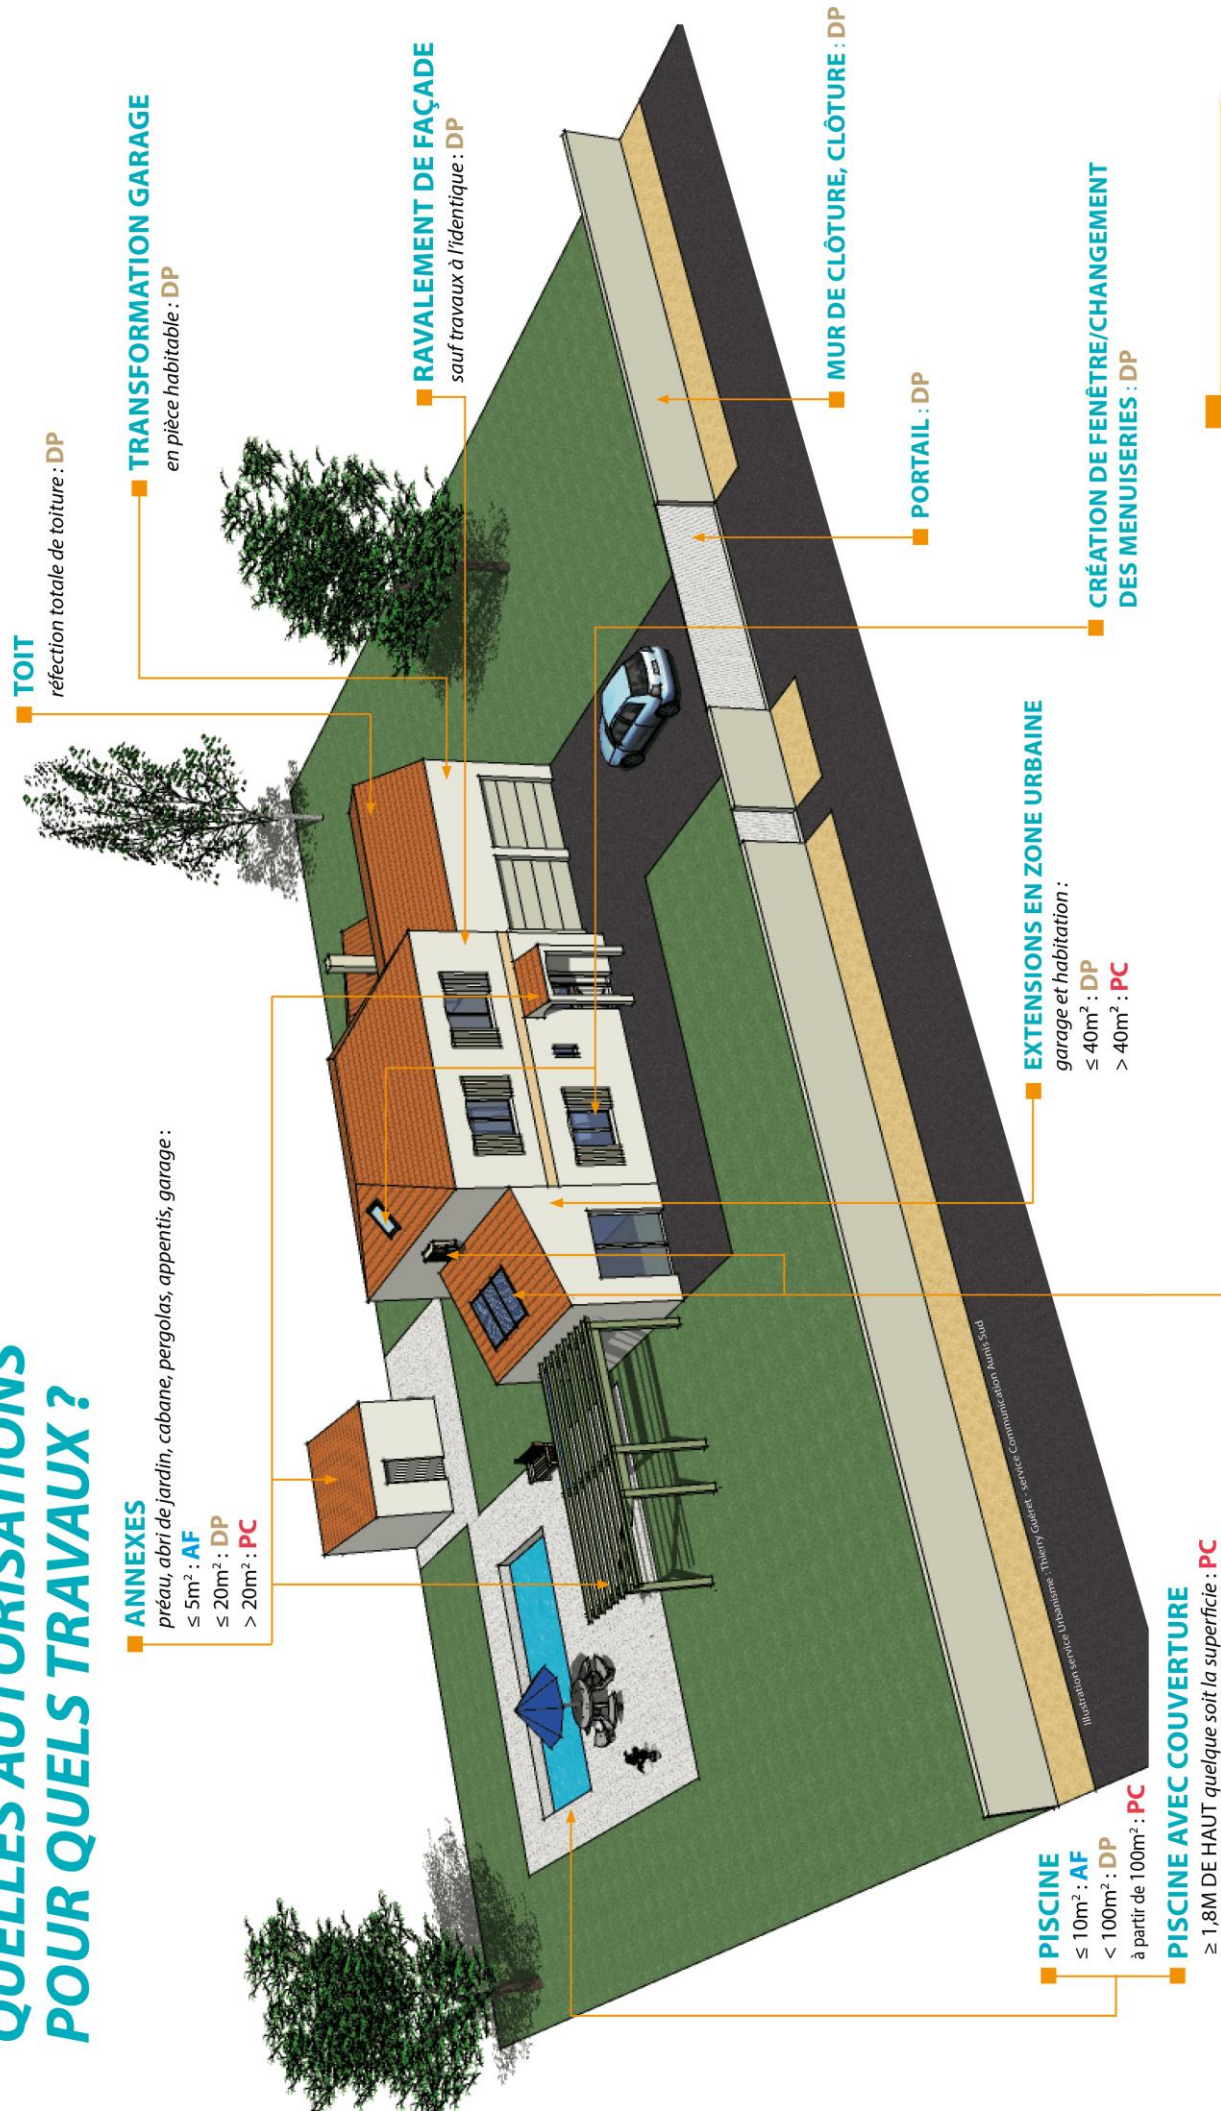 QUELLES AUTORISATIONS
POUR QUELS TRAVAUX ?
ANNEXES
préau, abri de jardin, cabane, pergolas, appentis, garage :
≤ 5m² : AF
≤ 20m² : DP
> 20m² : PC
TOIT
réfection totale de toiture : DP
TRANSFORMATION GARAGE
en pièce habitable : DP
RAVALEMENT DE FAÇADE
sauf travaux à l'identique : DP
MUR DE CLÔTURE, CLÔTURE : DP
PORTAIL : DP
CRÉATION DE FENÊTRE/CHANGEMENT
DES MENUISERIES : DP
EXTENSIONS EN ZONE URBAINE
garage et habitation :
≤ 40m² : DP
> 40m² : PC
PISCINE
≤ 10m² : AF
< 100m² : DP
à partir de 100m² : PC
PISCINE AVEC COUVERTURE
≥ 1,8M DE HAUT quelque soit la superficie : PC
Illustration service Urbanisme : Thierry Guéret - service Communication Aunis Sud